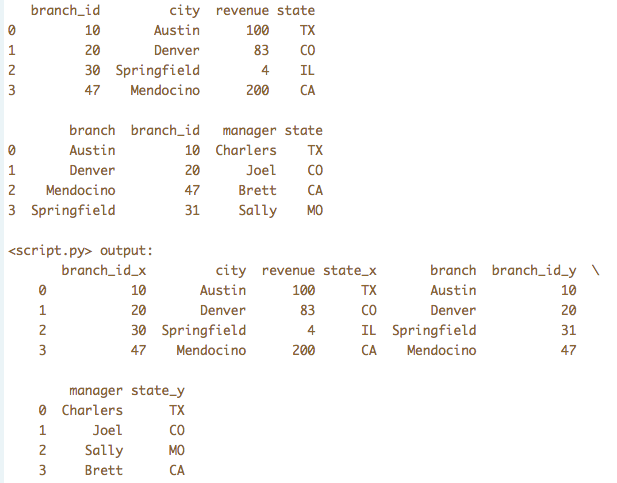 branch_id city revenue state
0 10 Austin 100 TX
1 20 Denver 83 CO
2 30 Springfield 4 IL
3 47 Mendocino 200 CA
branch branch_id manager state
0 Austin 10 Charlers TX
1 Denver 20 Joel CO
2 Mendocino 47 Brett CA
3 Springfield 31 Sally MO
<script.py> output:
branch_id_x city revenue state_x branch branch_id_y \
0 10 Austin 100 TX Austin 10
1 20 Denver 83 CO Denver 20
2 30 Springfield 4 IL Springfield 31
3 47 Mendocino 200 CA Mendocino 47
manager state_y
0 Charlers TX
1 Joel CO
2 Sally MO
3 Brett CA